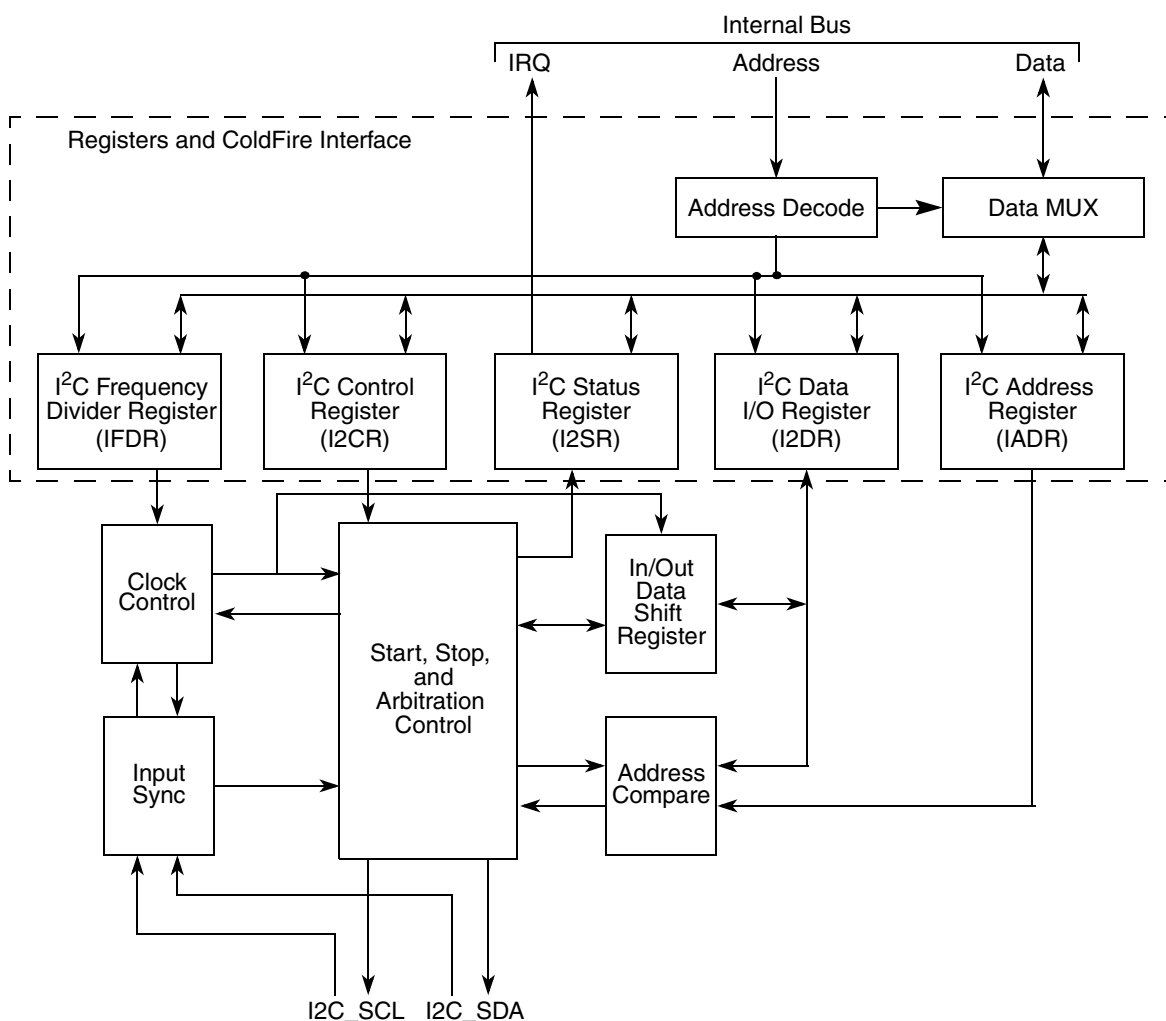 Internal Bus
IRQ
Address
Data
Registers and ColdFire Interface
Address Decode
Data MUX
I²C Frequency
Divider Register
(IFDR)
I²C Control
Register
(I2CR)
I²C Status
Register
(I2SR)
I²C Data
I/O Register
(I2DR)
I²C Address
Register
(IADR)
Clock
Control
Start, Stop,
and
Arbitration
Control
In/Out
Data
Shift
Register
Input
Sync
Address
Compare
I2C_SCL
I2C_SDA